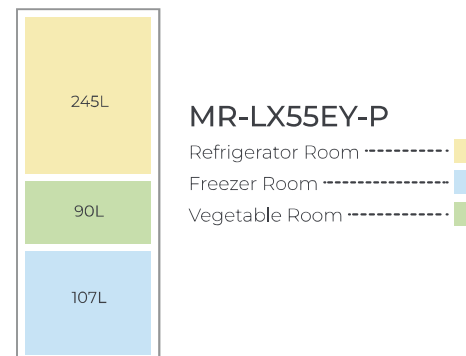 245L
90L
107L
MR-LX55EY-P
Refrigerator Room
Freezer Room
Vegetable Room